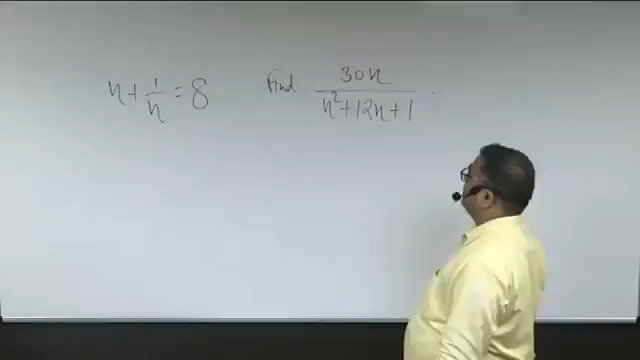 n + 1/n = 8
Find 30n / n² + 12n + 1